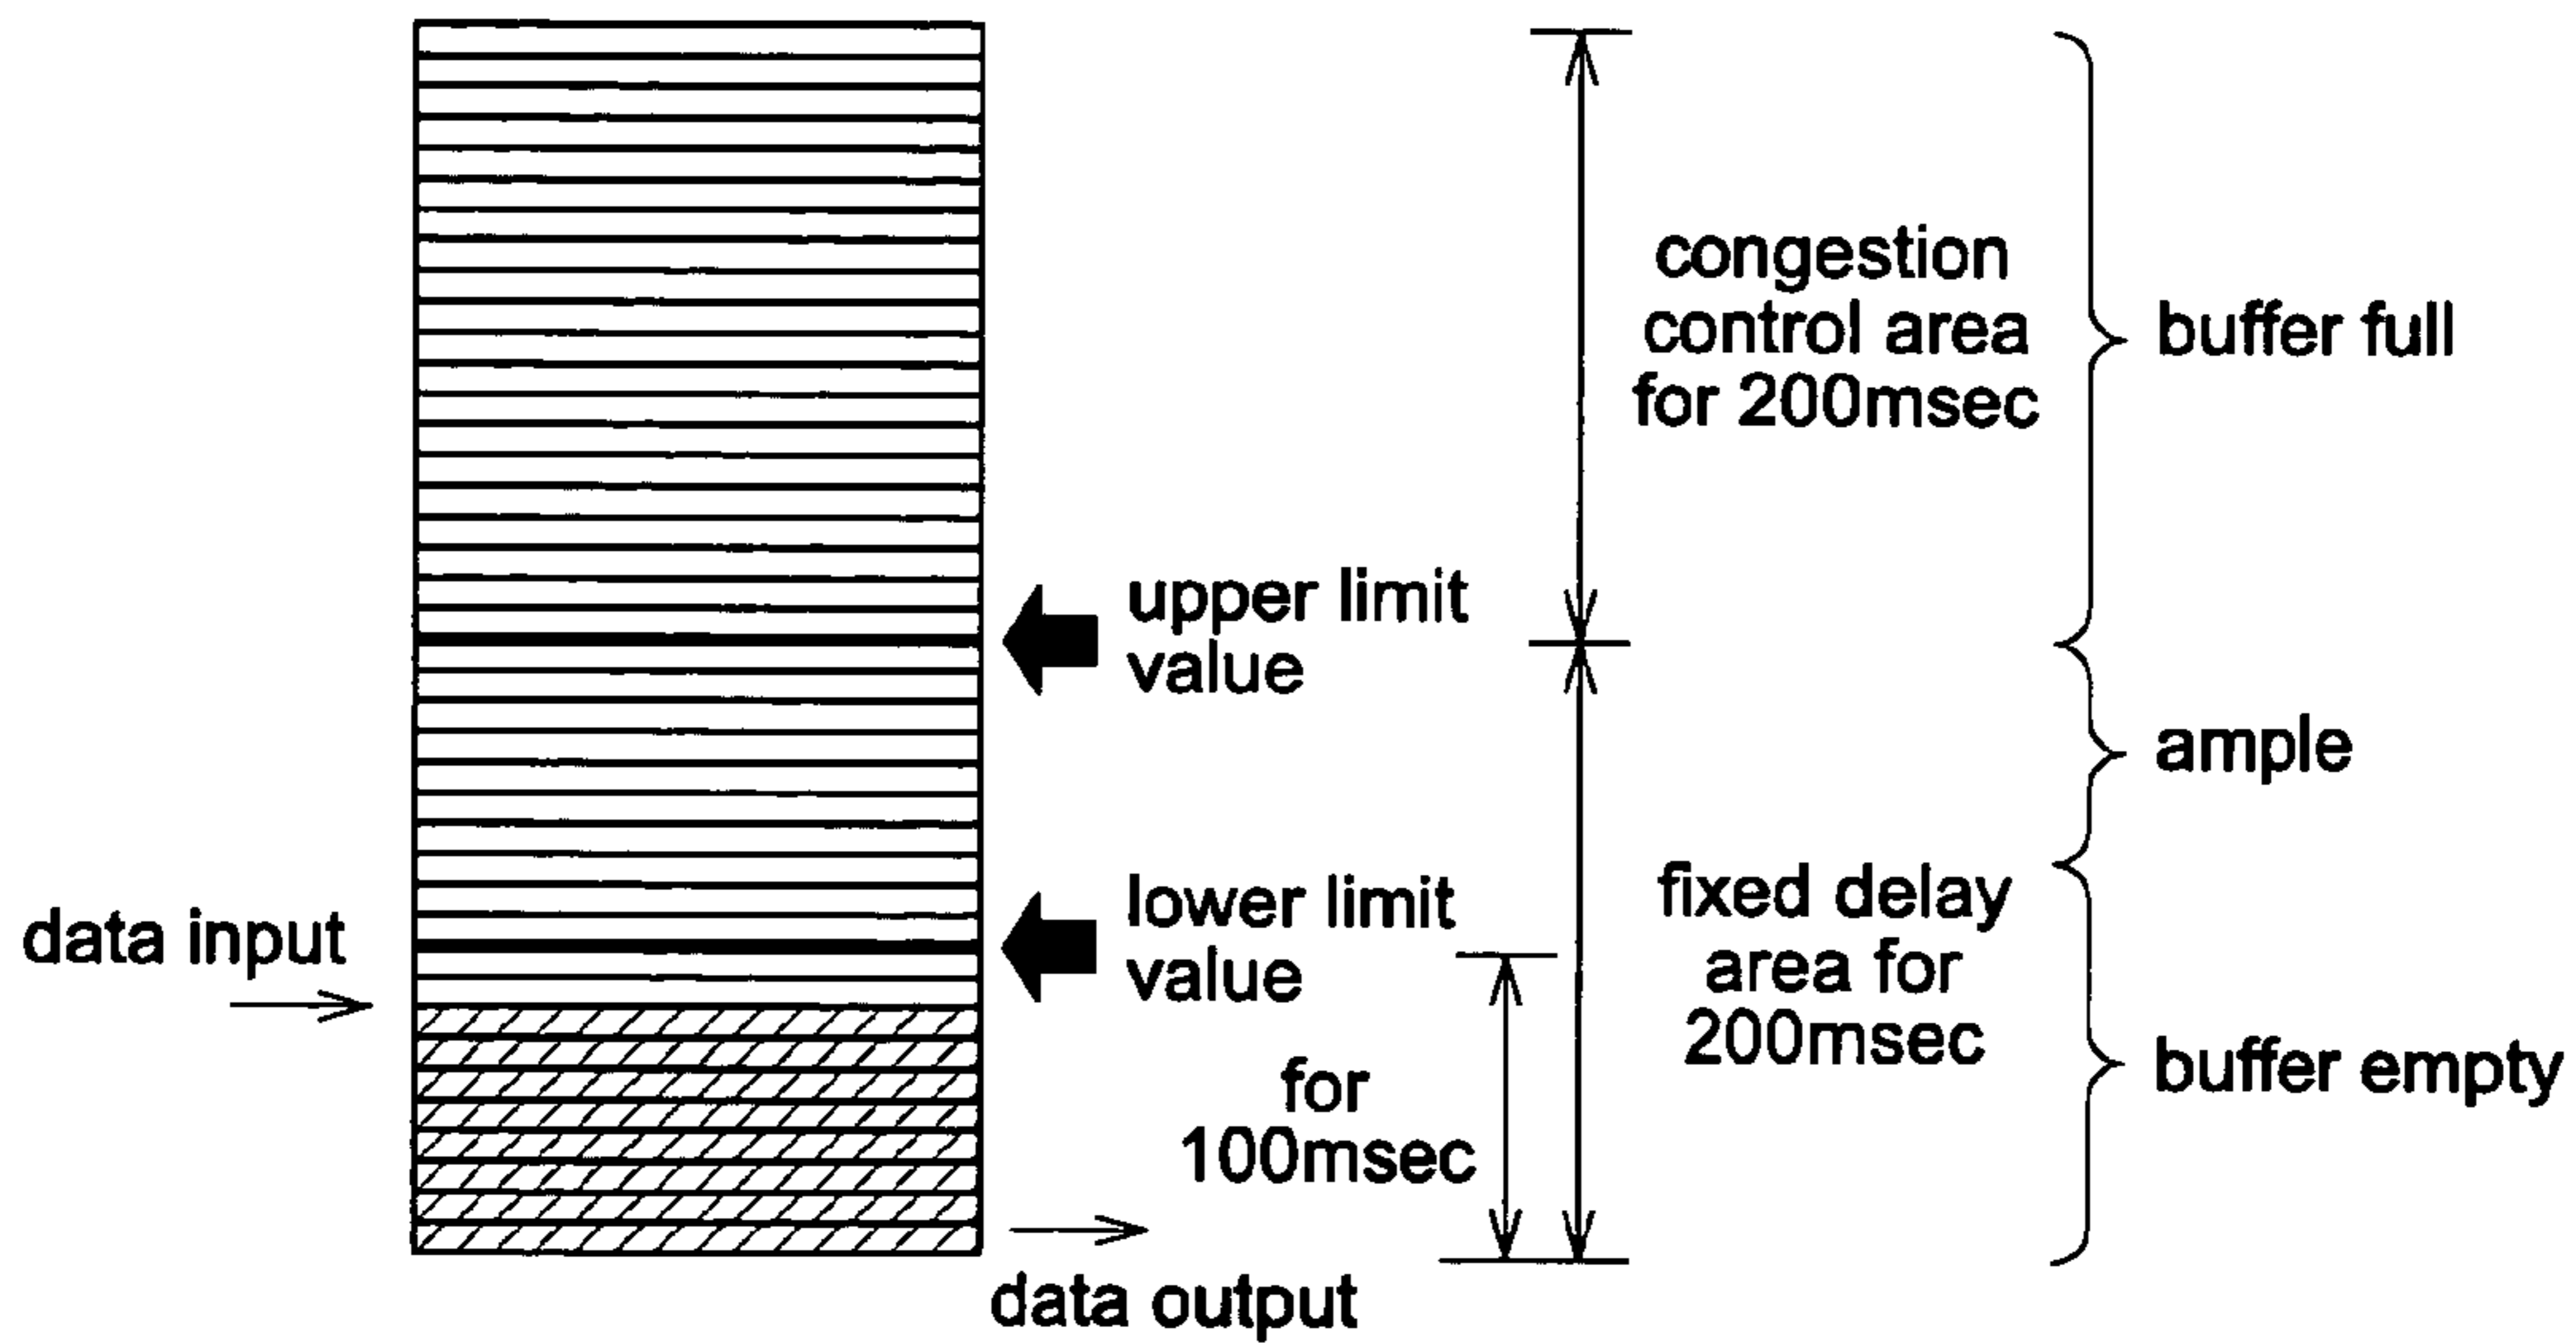 congestion
control area
for 200msec
buffer full
upper limit
value
ample
lower limit
value
fixed delay
area for
200msec
data input
for
100msec
buffer empty
data output